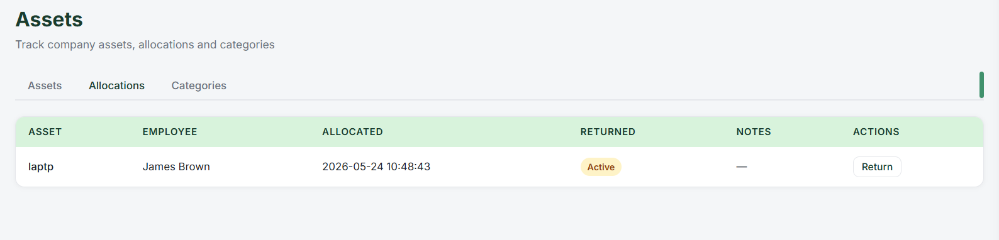 Assets
Track company assets, allocations and categories
Assets Allocations Categories
ASSET EMPLOYEE ALLOCATED RETURNED NOTES ACTIONS
laptp James Brown 2026-05-24 10:48:43 Active — Return